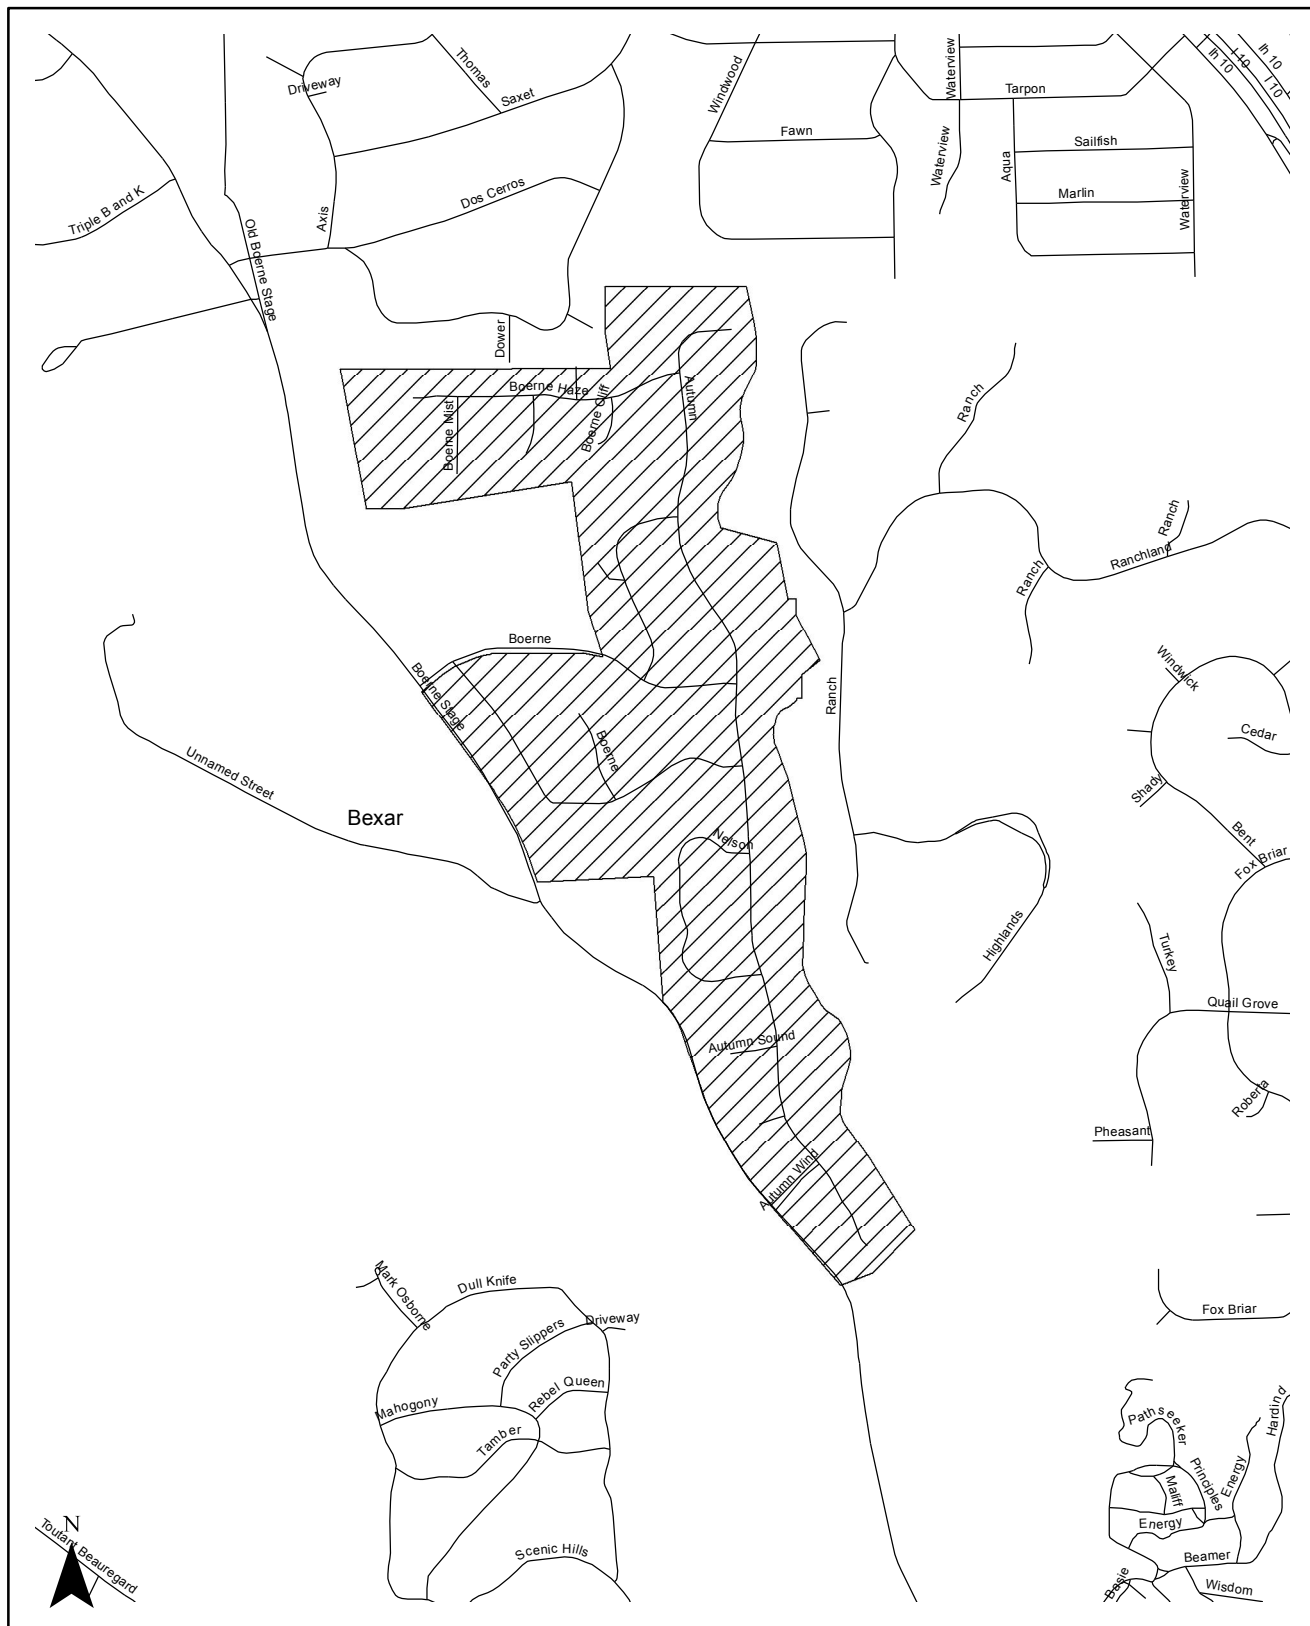 Thomas
Driveway
Saxet
Windwood
Waterview
Ih 10
I 10
Ih 10
I 10
Tarpon
Fawn
Waterview
Aqua
Sailfish
Marlin
Waterview
Triple B and K
Axis
Dos Cerros
Old Boerne Stage
Dower
Boerne Haze
Autumn
Boerne Mist
Boerne Cliff
Ranch
Ranch
Ranchland
Ranch
Boerne
Boerne Stage
Ranch
Windwick
Cedar
Unnamed Street
Boerne
Shady
Bexar
Bent
Nelson
Fox Briar
Highlands
Turkey
Quail Grove
Autumn Sound
Roberta
Pheasant
Autumn Wind
Mark Osborne
Dull Knife
Fox Briar
Driveway
Party Slippers
Rebel Queen
Mahogony
Tamber
Pathseeker
Hardind
Principles
Energy
Maliff
Energy
N
Toutant Beauregard
Scenic Hills
Beamer
Basie
Wisdom